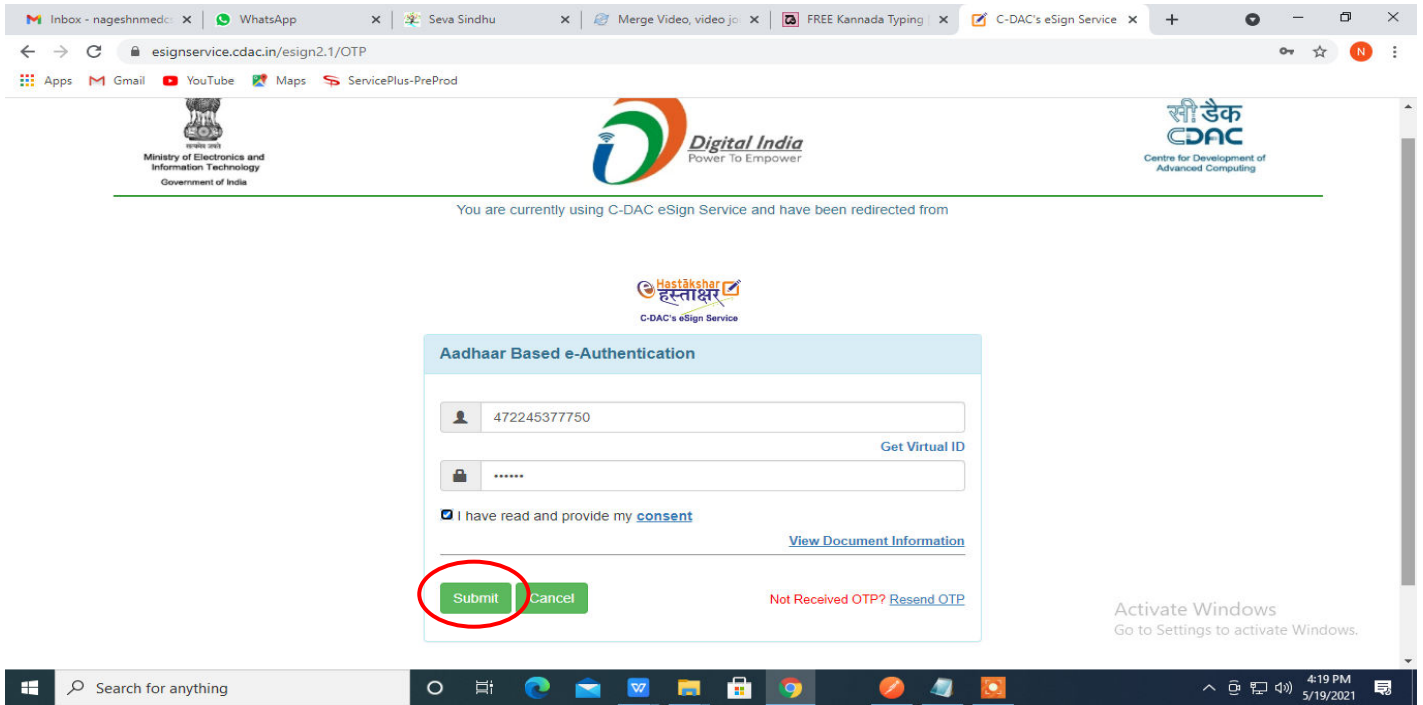 Inbox - nageshnmedc
WhatsApp
Seva Sindhu
Merge Video, video jo
FREE Kannada Typing
C-DAC's eSign Service
esignservice.cdac.in/esign2.1/OTP
N
Apps
Gmail
YouTube
Maps
ServicePlus-PreProd
Ministry of Electronics and
Information Technology
Government of India
Digital India
Power To Empower
सी डैक
CDAC
Centre for Development of
Advanced Computing
You are currently using C-DAC eSign Service and have been redirected from
Hastākshar
हस्ताक्षर
C-DAC's eSign Service
Aadhaar Based e-Authentication
472245377750
Get Virtual ID
••••••
I have read and provide my consent
View Document Information
Submit
Cancel
Not Received OTP? Resend OTP
Activate Windows
Go to Settings to activate Windows.
Search for anything
4:19 PM
5/19/2021